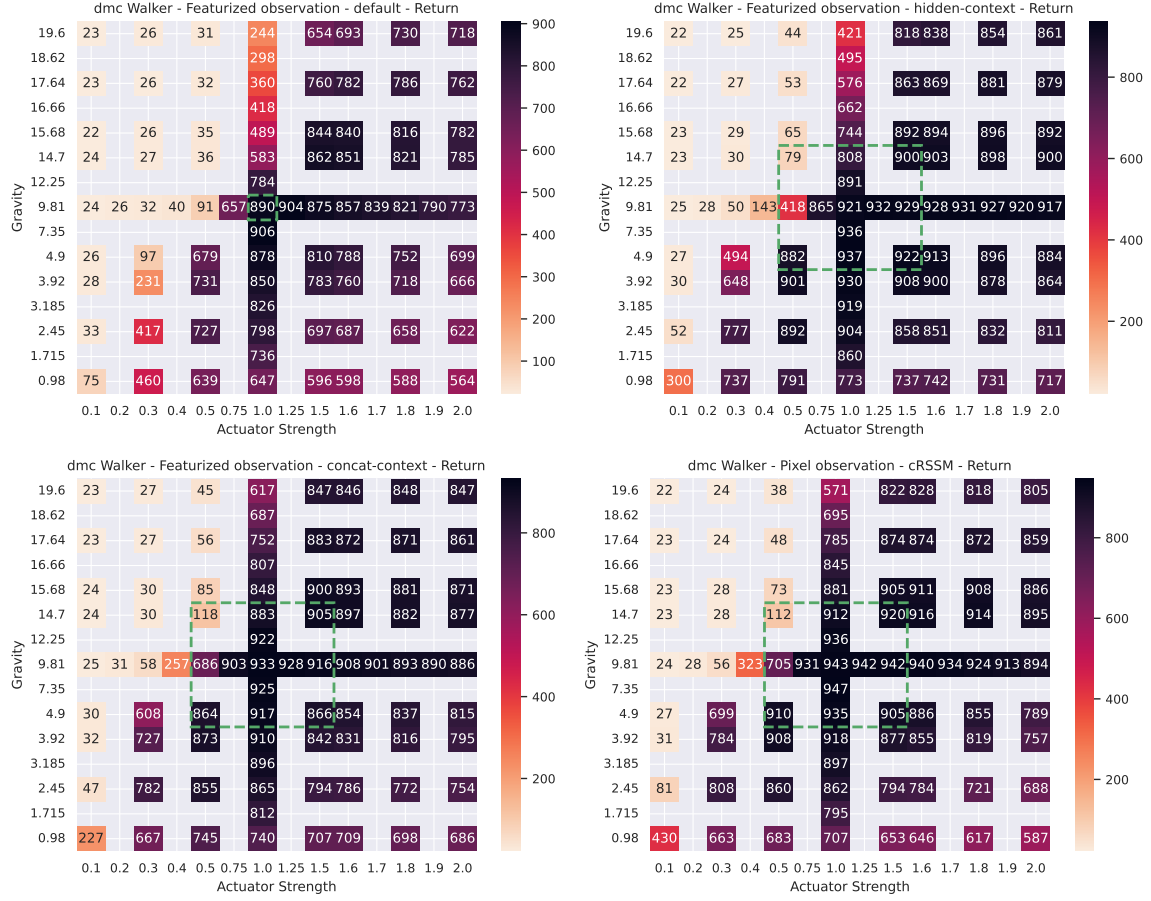 dmc Walker - Featurized observation - default - Return
19.6 23 26 31 244 654 693 730 718
18.62 298
17.64 23 26 32 360 760 782 786 762
16.66 418
15.68 22 26 35 489 844 840 816 782
14.7 24 27 36 583 862 851 821 785
12.25 784
9.81 24 26 32 40 91 657 890 904 875 857 839 821 790 773
7.35 906
4.9 26 97 679 878 810 788 752 699
3.92 28 231 731 850 783 760 718 666
3.185 826
2.45 33 417 727 798 697 687 658 622
1.715 736
0.98 75 460 639 647 596 598 588 564
0.1 0.2 0.3 0.4 0.5 0.75 1.0 1.25 1.5 1.6 1.7 1.8 1.9 2.0
Actuator Strength
Gravity
900
800
700
600
500
400
300
200
100
dmc Walker - Featurized observation - hidden-context - Return
19.6 22 25 44 421 818 838 854 861
18.62 495
17.64 22 27 53 576 863 869 881 879
16.66 662
15.68 23 29 65 744 892 894 896 892
14.7 23 30 79 808 900 903 898 900
12.25 891
9.81 25 28 50 143 418 865 921 932 929 928 931 927 920 917
7.35 936
4.9 27 494 882 937 922 913 896 884
3.92 30 648 901 930 908 900 878 864
3.185 919
2.45 52 777 892 904 858 851 832 811
1.715 860
0.98 300 737 791 773 737 742 731 717
0.1 0.2 0.3 0.4 0.5 0.75 1.0 1.25 1.5 1.6 1.7 1.8 1.9 2.0
Actuator Strength
Gravity
800
600
400
200
dmc Walker - Featurized observation - concat-context - Return
19.6 23 27 45 617 847 846 848 847
18.62 687
17.64 23 27 56 752 883 872 871 861
16.66 807
15.68 24 30 85 848 900 893 881 871
14.7 24 30 118 883 905 897 882 877
12.25 922
9.81 25 31 58 257 686 903 933 928 916 908 901 893 890 886
7.35 925
4.9 30 608 864 917 866 854 837 815
3.92 32 727 873 910 842 831 816 795
3.185 896
2.45 47 782 855 865 794 786 772 754
1.715 812
0.98 227 667 745 740 707 709 698 686
0.1 0.2 0.3 0.4 0.5 0.75 1.0 1.25 1.5 1.6 1.7 1.8 1.9 2.0
Actuator Strength
Gravity
800
600
400
200
dmc Walker - Pixel observation - cRSSM - Return
19.6 22 24 38 571 822 828 818 805
18.62 695
17.64 23 24 48 785 874 874 872 859
16.66 845
15.68 23 28 73 881 905 911 908 886
14.7 23 28 112 912 920 916 914 895
12.25 936
9.81 24 28 56 323 705 931 943 942 942 940 934 924 913 894
7.35 947
4.9 27 699 910 935 905 886 855 789
3.92 31 784 908 918 877 855 819 757
3.185 897
2.45 81 808 860 862 794 784 721 688
1.715 795
0.98 430 663 683 707 653 646 617 587
0.1 0.2 0.3 0.4 0.5 0.75 1.0 1.25 1.5 1.6 1.7 1.8 1.9 2.0
Actuator Strength
Gravity
800
600
400
200